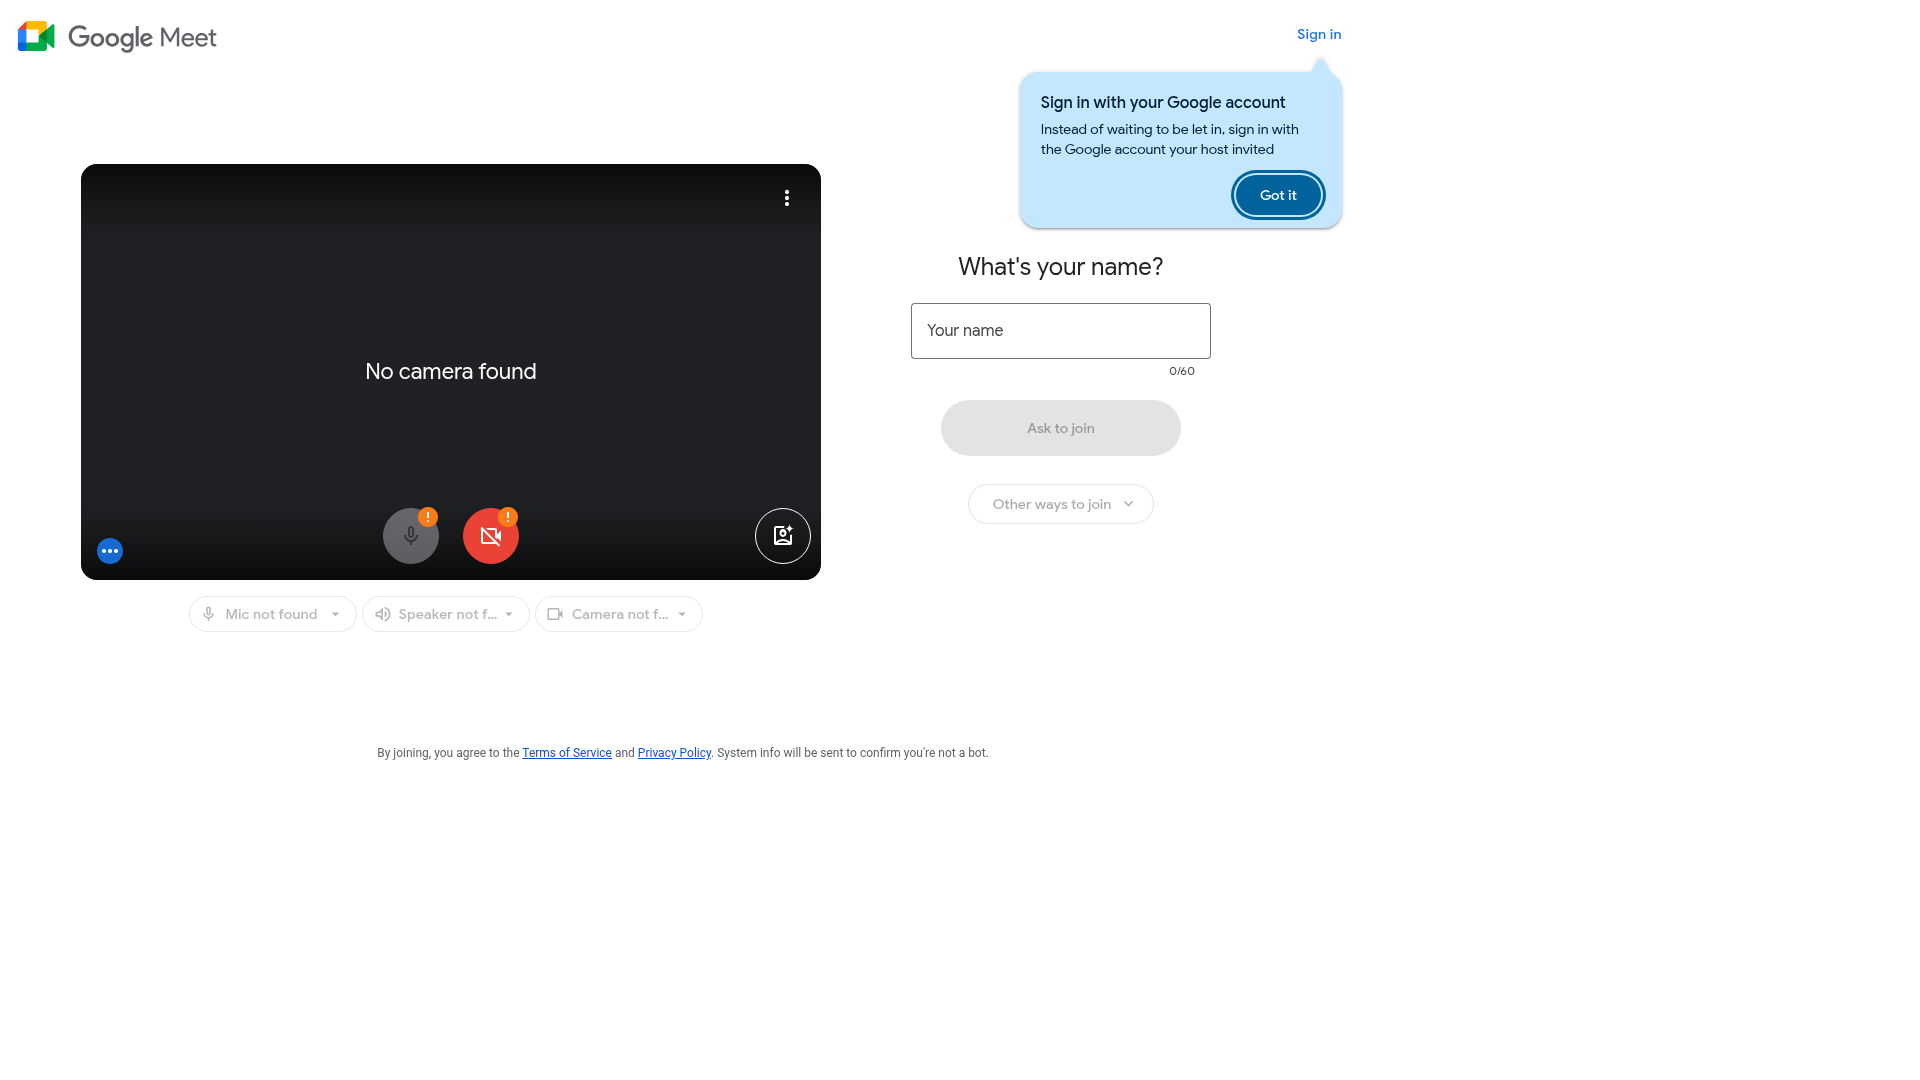 Google Meet
Sign in
Sign in with your Google account
Instead of waiting to be let in, sign in with
the Google account your host invited
Got it
No camera found
What's your name?
Your name
0/60
Ask to join
Other ways to join
Mic not found
Speaker not f...
Camera not f...
By joining, you agree to the Terms of Service and Privacy Policy. System info will be sent to confirm you're not a bot.